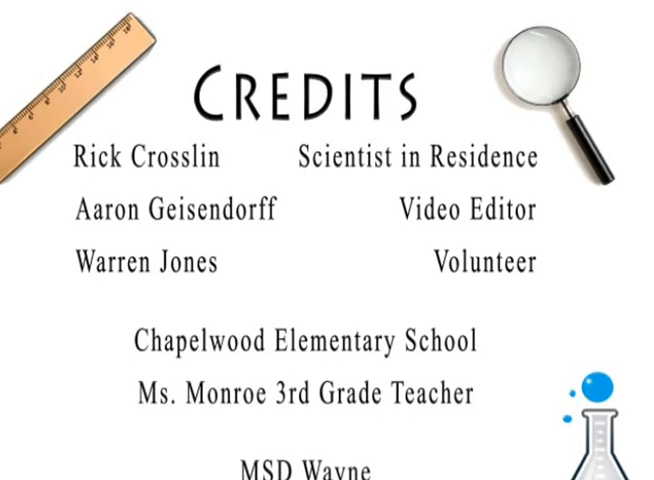 CREDITS
Rick Crosslin Scientist in Residence
Aaron Geisendorff Video Editor
Warren Jones Volunteer
Chapelwood Elementary School
Ms. Monroe 3rd Grade Teacher
MSD Wayne